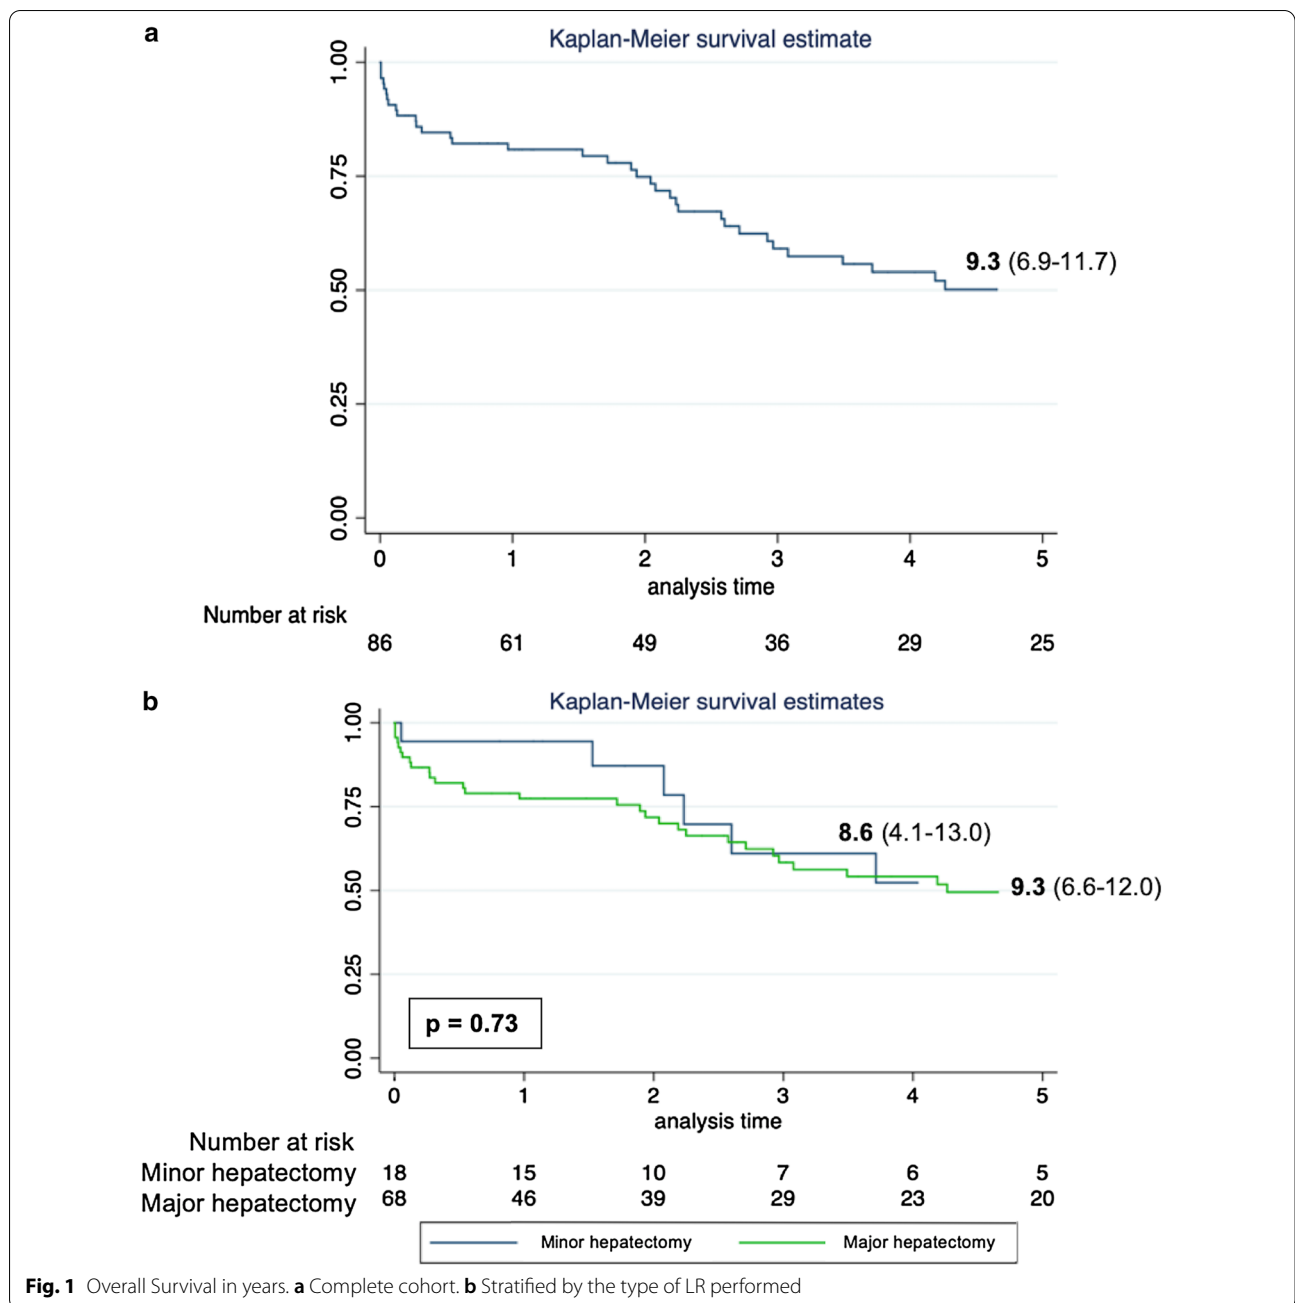 a
Kaplan-Meier survival estimate
1.00
0.75
0.50
0.25
0.00
9.3 (6.9-11.7)
0 1 2 3 4 5
analysis time
Number at risk
86 61 49 36 29 25
b
Kaplan-Meier survival estimates
1.00
0.75
0.50
0.25
0.00
8.6 (4.1-13.0)
9.3 (6.6-12.0)
p = 0.73
0 1 2 3 4 5
analysis time
Number at risk
Minor hepatectomy 18 15 10 7 6 5
Major hepatectomy 68 46 39 29 23 20
Minor hepatectomy Major hepatectomy
Fig. 1 Overall Survival in years. a Complete cohort. b Stratified by the type of LR performed